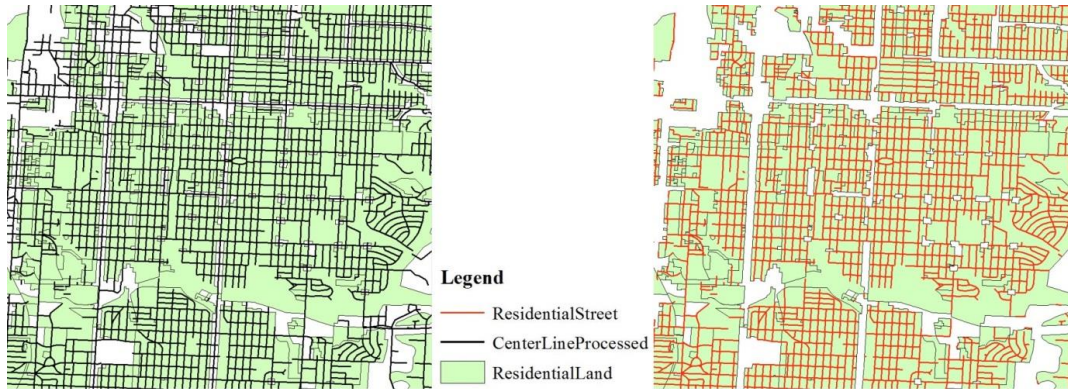 Legend
ResidentialStreet
CenterLineProcessed
ResidentialLand